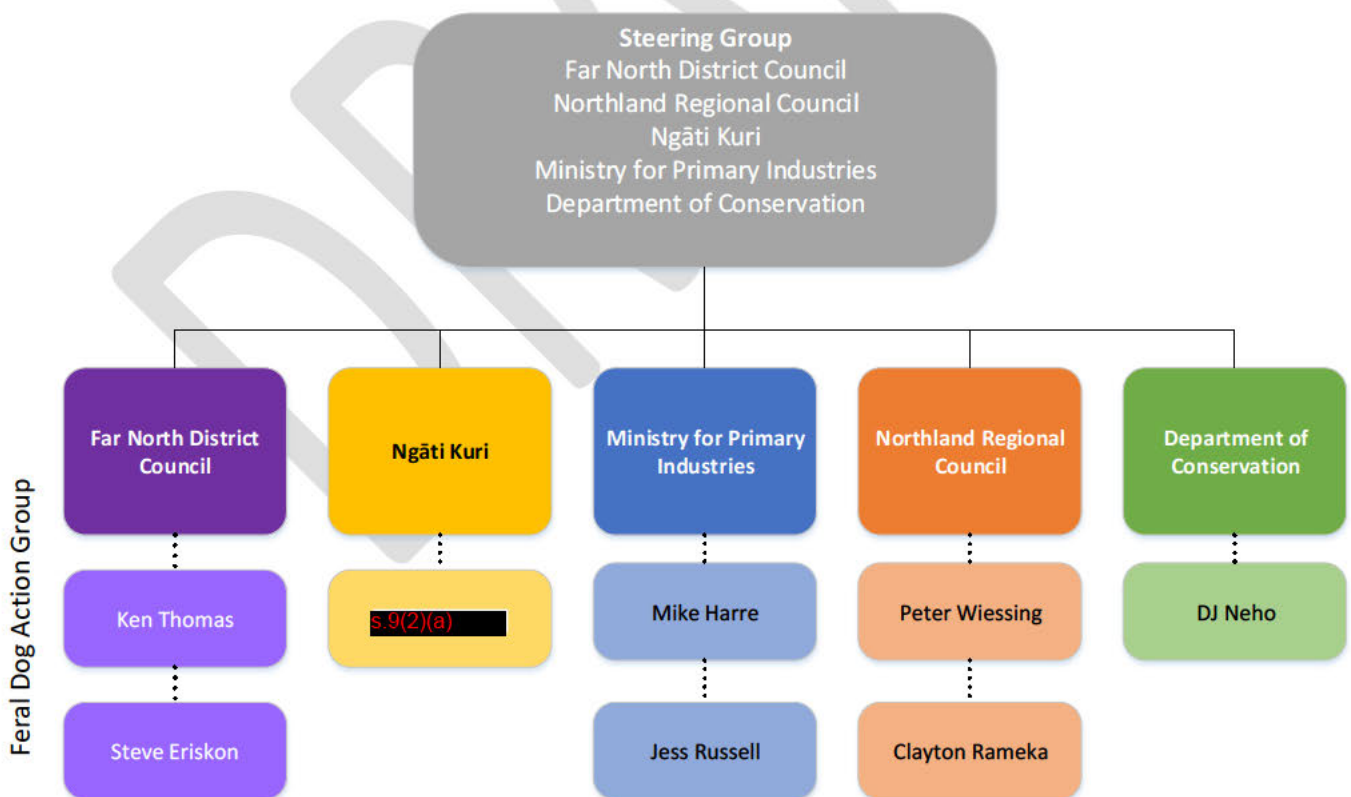 Steering Group
Far North District Council
Northland Regional Council
Ngāti Kuri
Ministry for Primary Industries
Department of Conservation
Far North District
Council
Ngāti Kuri
Ministry for Primary
Industries
Northland Regional
Council
Department of
Conservation
Feral Dog Action Group
Ken Thomas
s.9(2)(a)
Mike Harre
Peter Wiessing
DJ Neho
Steve Eriskon
Jess Russell
Clayton Rameka